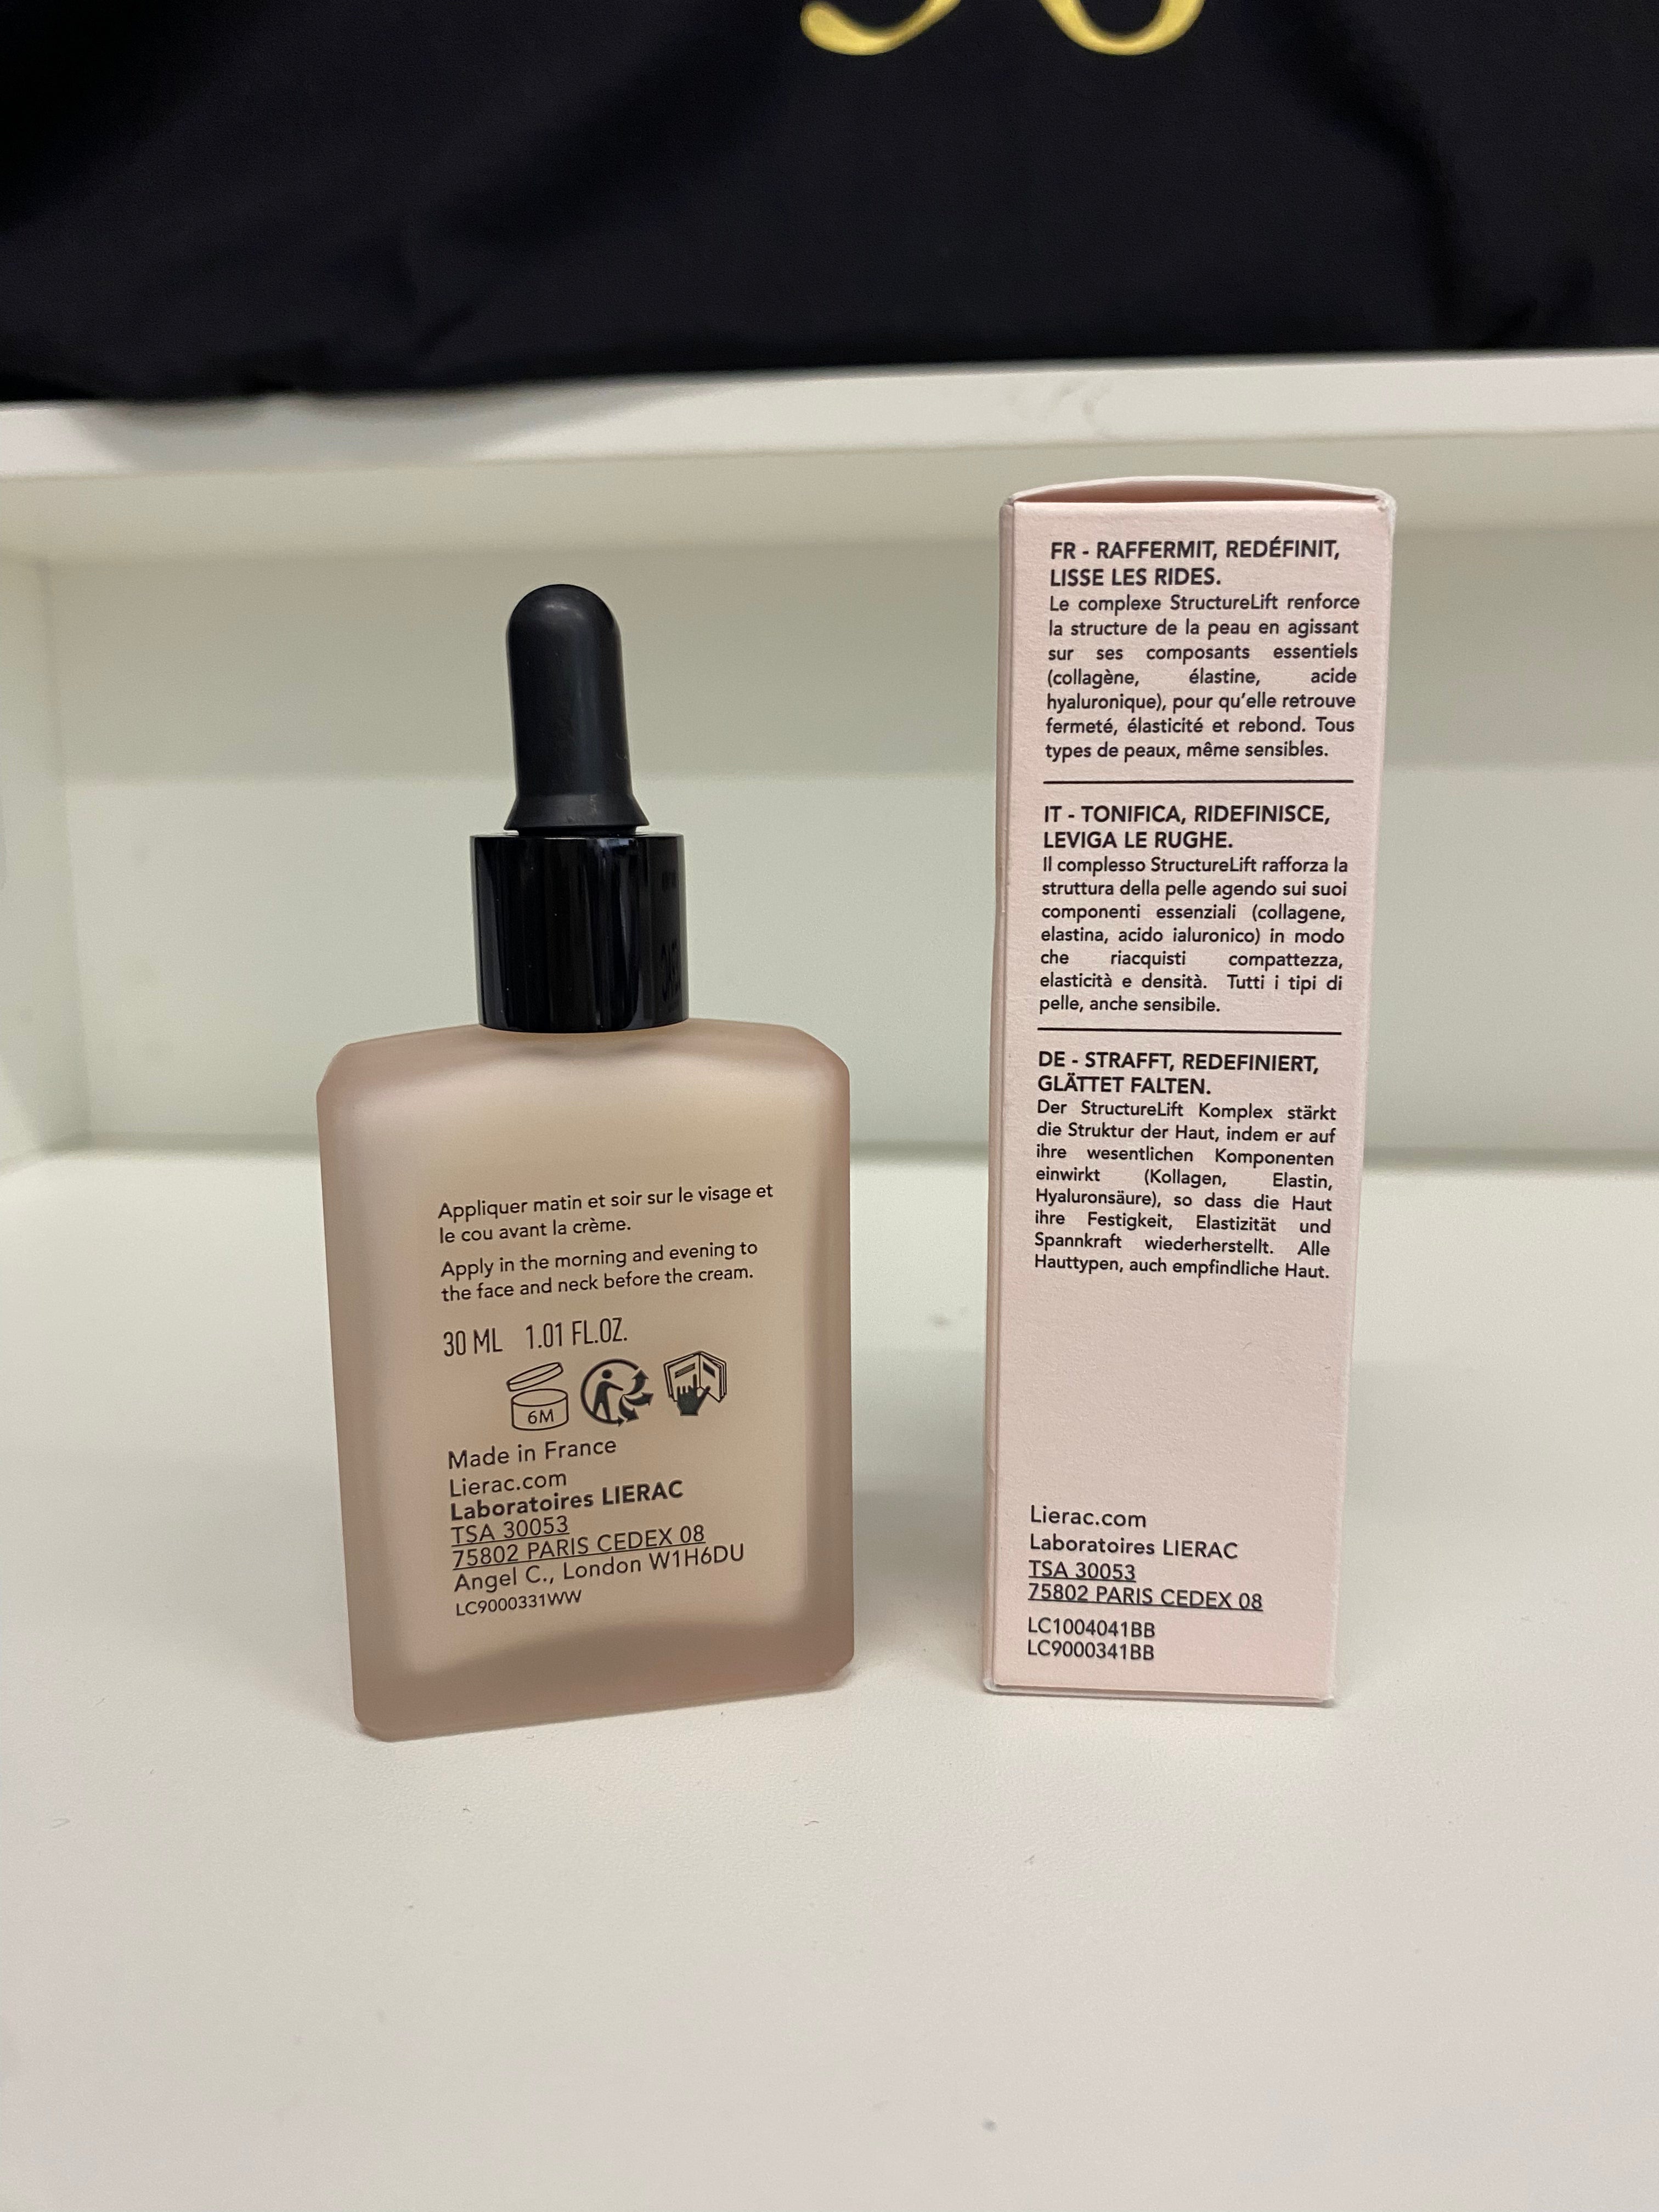 Appliquer matin et soir sur le visage et
le cou avant la crème.
Apply in the morning and evening to
the face and neck before the cream.
30 ML 1.01 FL.OZ.
6M
Made in France
Lierac.com
Laboratoires LIERAC
TSA 30053
75802 PARIS CEDEX 08
Angel C., London W1H6DU
LC9000331WW
FR - RAFFERMIT, REDÉFINIT,
LISSE LES RIDES.
Le complexe StructureLift renforce
la structure de la peau en agissant
sur ses composants essentiels
(collagène, élastine, acide
hyaluronique), pour qu'elle retrouve
fermeté, élasticité et rebond. Tous
types de peaux, même sensibles.
IT - TONIFICA, RIDEFINISCE,
LEVIGA LE RUGHE.
Il complesso StructureLift rafforza la
struttura della pelle agendo sui suoi
componenti essenziali (collagene,
elastina, acido ialuronico) in modo
che riacquisti compattezza,
elasticità e densità. Tutti i tipi di
pelle, anche sensibile.
DE - STRAFFT, REDEFINIERT,
GLÄTTET FALTEN.
Der StructureLift Komplex stärkt
die Struktur der Haut, indem er auf
ihre wesentlichen Komponenten
einwirkt (Kollagen, Elastin,
Hyaluronsäure), so dass die Haut
ihre Festigkeit, Elastizität und
Spannkraft wiederherstellt. Alle
Hauttypen, auch empfindliche Haut.
Lierac.com
Laboratoires LIERAC
TSA 30053
75802 PARIS CEDEX 08
LC1004041BB
LC9000341BB